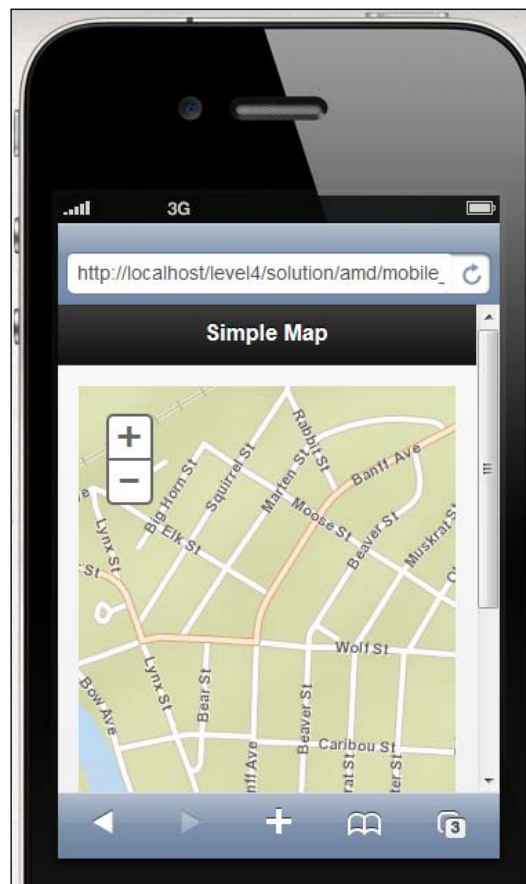 3G
http://localhost/level4/solution/amd/mobile_
Simple Map
+
−
Rabbit St
Banff Ave
Big Horn St
Squirrel St
Marten St
Moose St
Beaver St
Muskrat St
Elk St
Lynx St
St
Wolf St
Lynx St
Bear St
Bow Ave
Beaver St
Caribou St
nff Ave
rat St
ter St
3